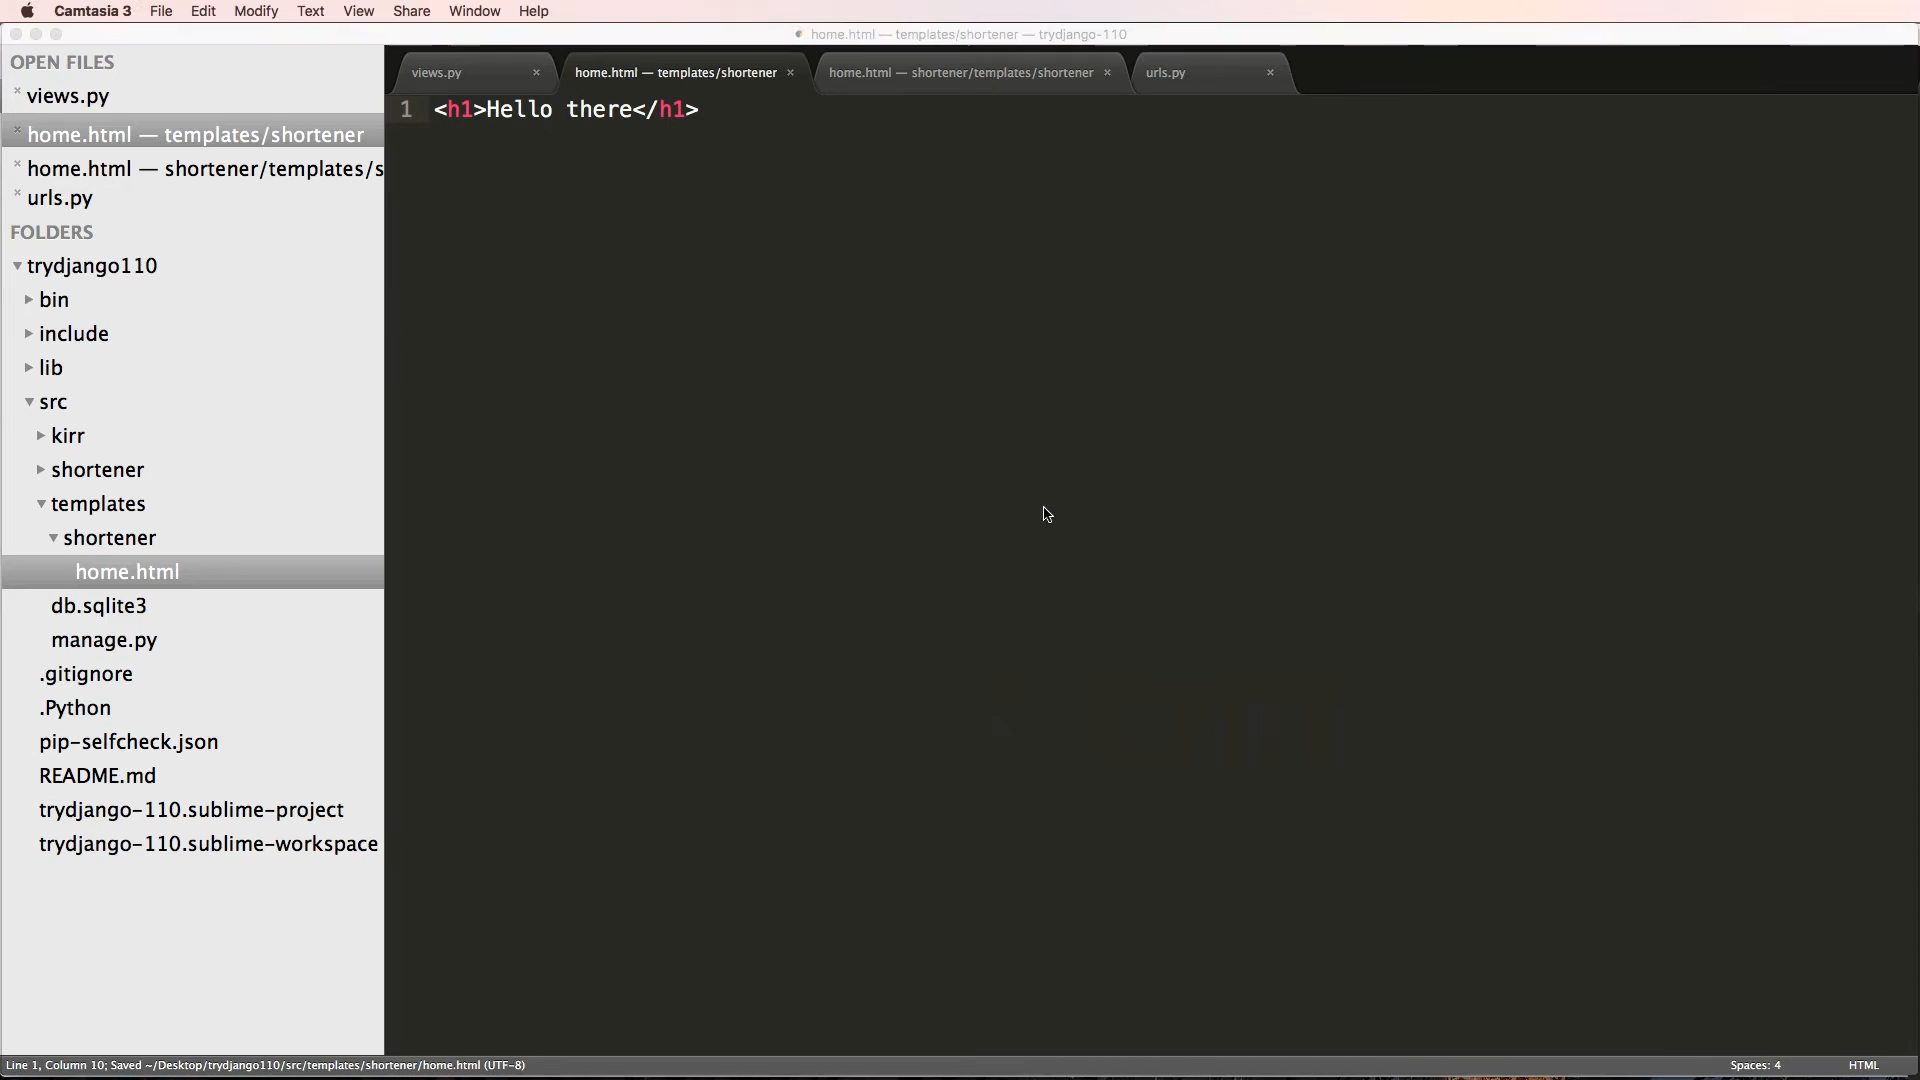 Camtasia 3 File Edit Modify Text View Share Window Help
home.html — templates/shortener — trydjango-110
OPEN FILES
views.py
home.html — templates/shortener
home.html — shortener/templates/s
urls.py
FOLDERS
trydjango110
bin
include
lib
src
kirr
shortener
templates
shortener
home.html
db.sqlite3
manage.py
.gitignore
.Python
pip-selfcheck.json
README.md
trydjango-110.sublime-project
trydjango-110.sublime-workspace
views.py × home.html — templates/shortener × home.html — shortener/templates/shortener × urls.py ×
1 <h1>Hello there</h1>
Line 1, Column 10; Saved ~/Desktop/trydjango110/src/templates/shortener/home.html (UTF-8) Spaces: 4 HTML